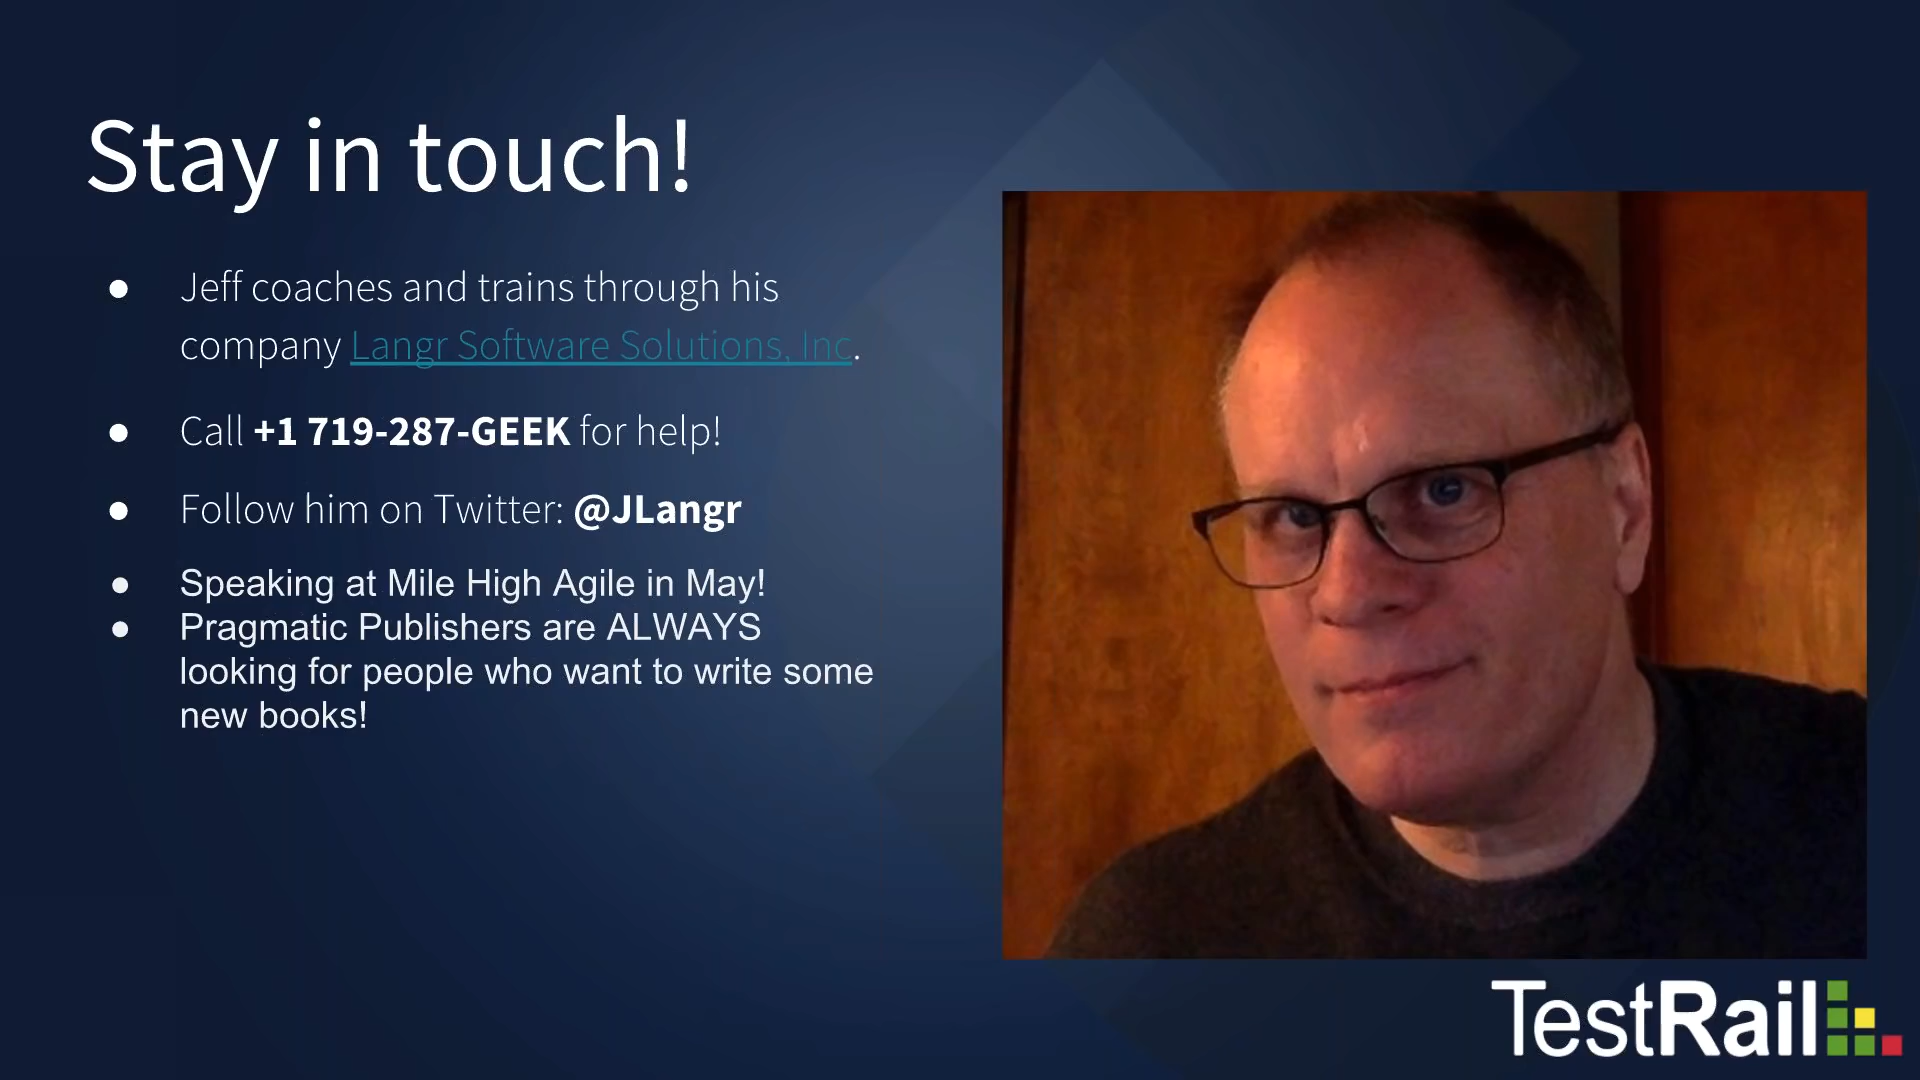 Stay in touch!
● Jeff coaches and trains through his
company Langr Software Solutions, Inc.
● Call +1 719-287-GEEK for help!
● Follow him on Twitter: @JLangr
● Speaking at Mile High Agile in May!
● Pragmatic Publishers are ALWAYS
looking for people who want to write some
new books!
TestRail